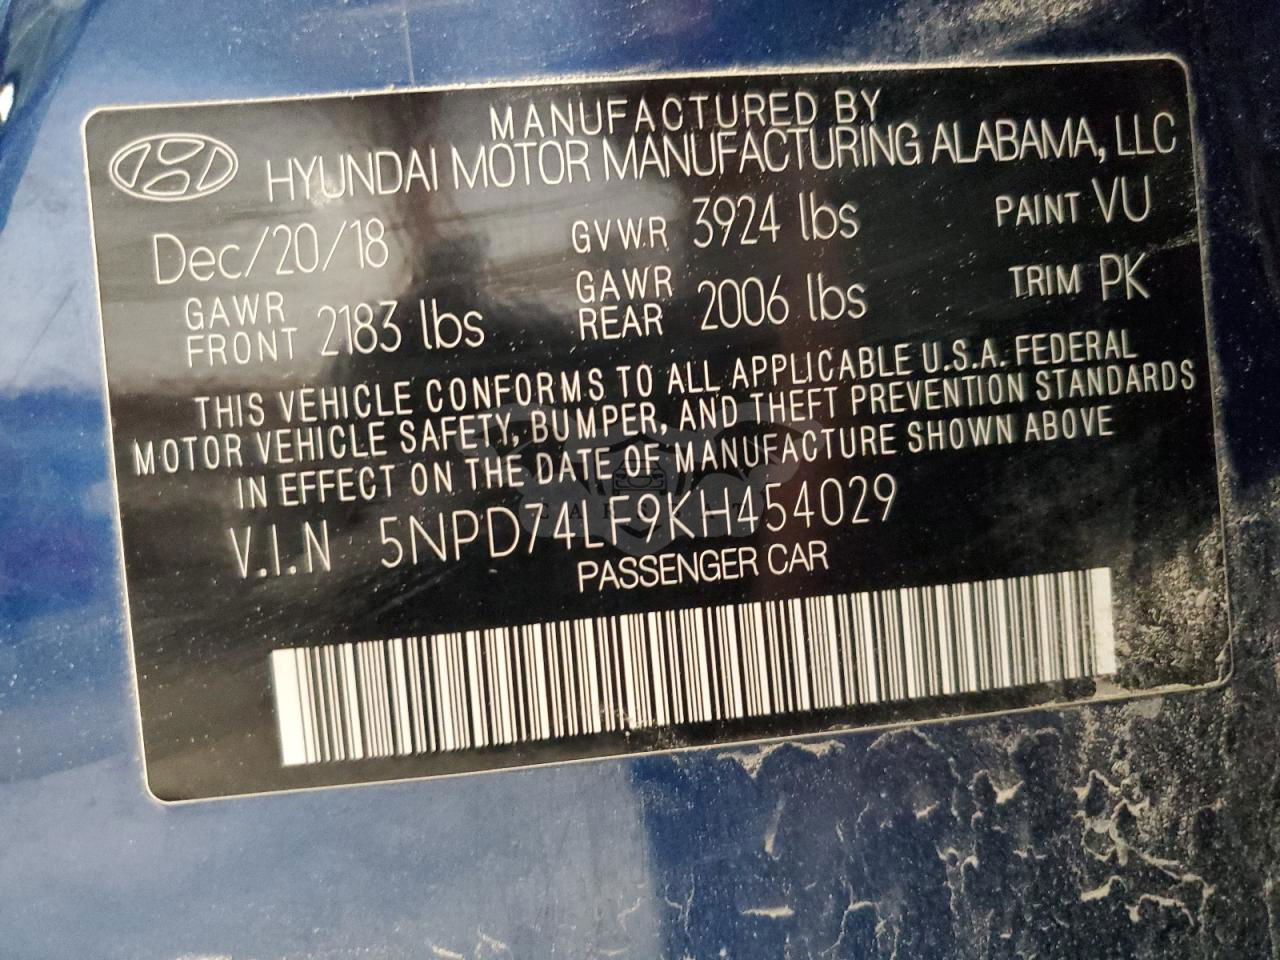 MANUFACTURED BY
HYUNDAI MOTOR MANUFACTURING ALABAMA, LLC
Dec/20/18 GVWR 3924 lbs PAINT VU
GAWR FRONT 2183 lbs GAWR REAR 2006 lbs TRIM PK
THIS VEHICLE CONFORMS TO ALL APPLICABLE U.S.A. FEDERAL
MOTOR VEHICLE SAFETY, BUMPER, AND THEFT PREVENTION STANDARDS
IN EFFECT ON THE DATE OF MANUFACTURE SHOWN ABOVE
V.I.N 5NPD74LF9KH454029
PASSENGER CAR